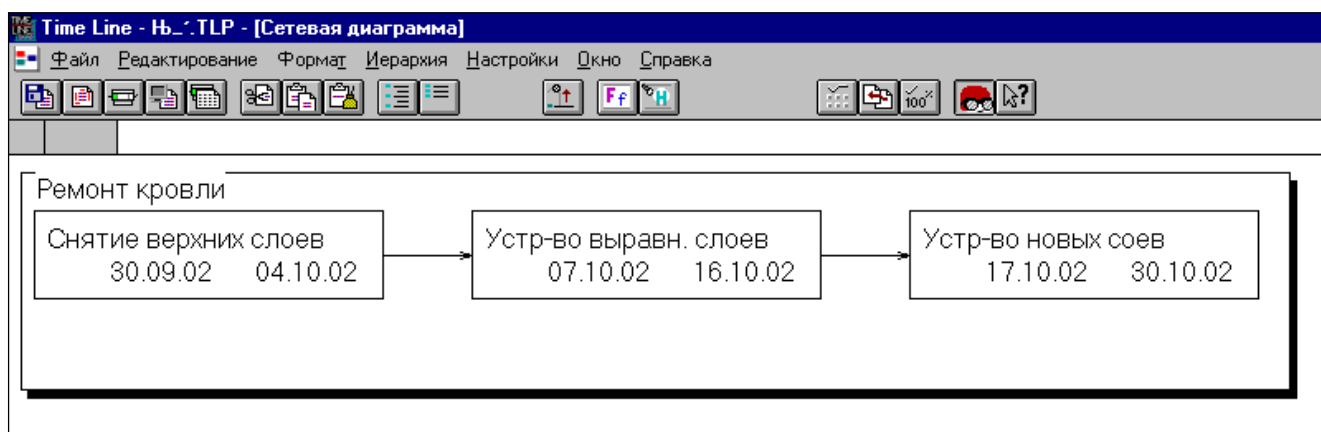 Time Line - Њ_´.TLP - [Сетевая диаграмма]
Файл Редактирование Формат Иерархия Настройки Окно Справка
Ремонт кровли
Снятие верхних слоев
30.09.02 04.10.02
Устр-во выравн. слоев
07.10.02 16.10.02
Устр-во новых соев
17.10.02 30.10.02